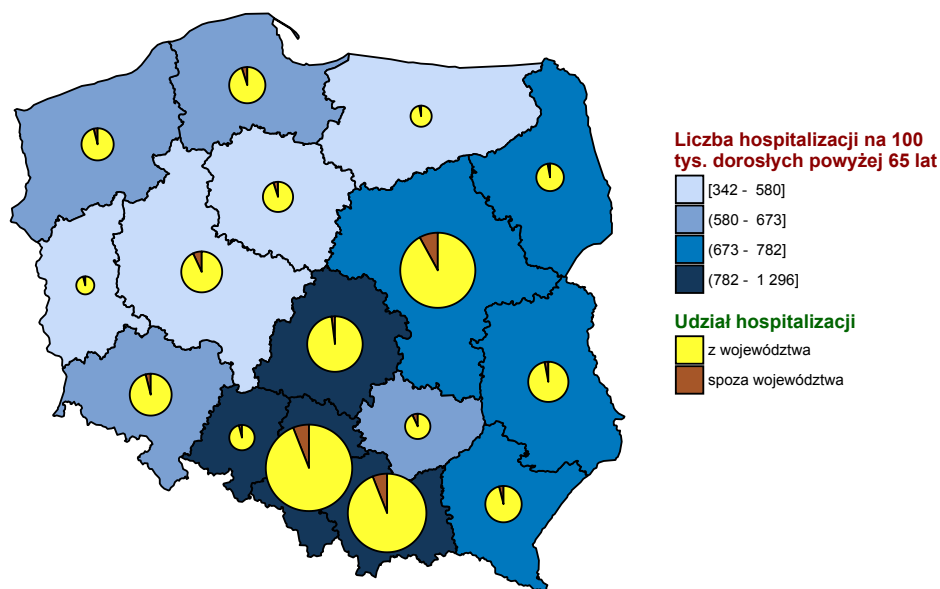 Liczba hospitalizacji na 100
tys. dorosłych powyżej 65 lat
[342 - 580]
(580 - 673]
(673 - 782]
(782 - 1 296]
Udział hospitalizacji
z województwa
spoza województwa